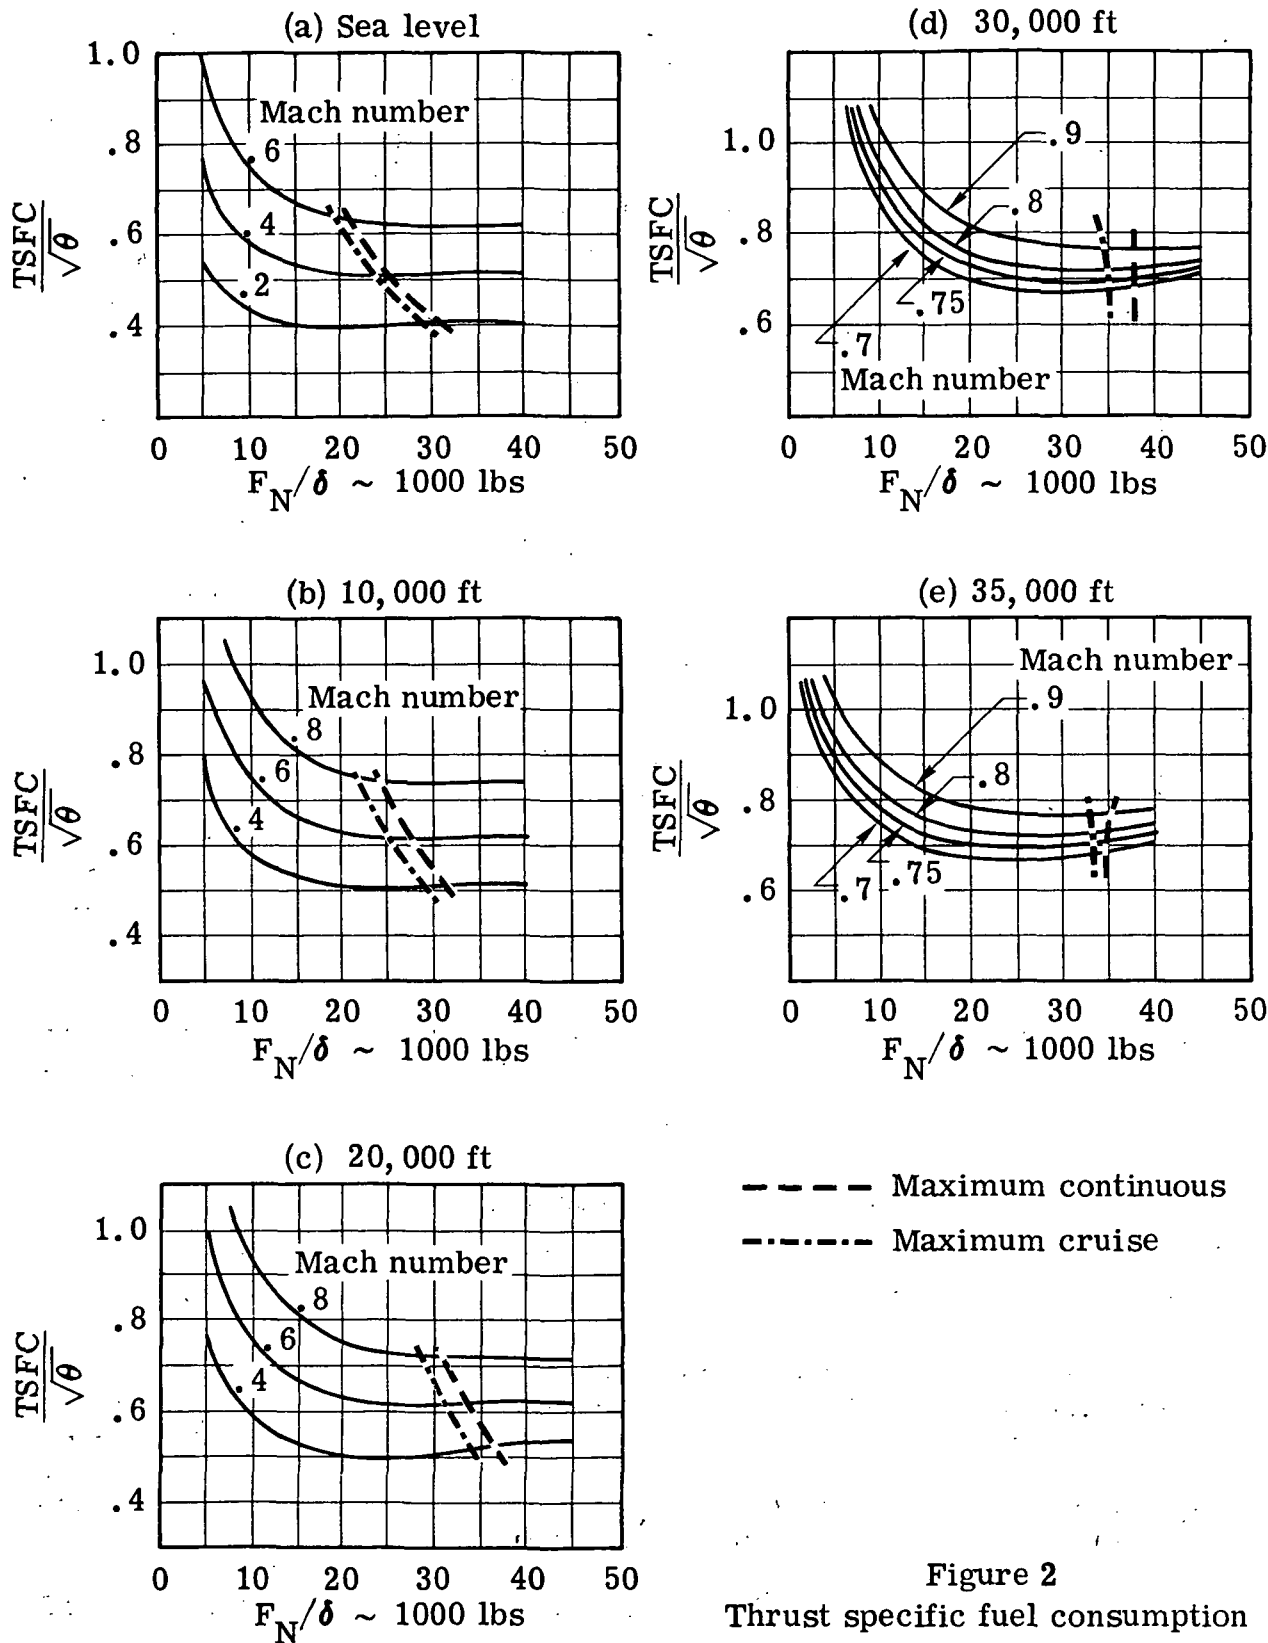 (a) Sea level
1.0
.8
.6
.4
TSFC
√θ
Mach number
.6
.4
.2
0 10 20 30 40 50
F_N/δ ~ 1000 lbs
(b) 10,000 ft
1.0
.8
.6
.4
TSFC
√θ
Mach number
.8
.6
.4
0 10 20 30 40 50
F_N/δ ~ 1000 lbs
(c) 20,000 ft
1.0
.8
.6
.4
TSFC
√θ
Mach number
.8
.6
.4
0 10 20 30 40 50
F_N/δ ~ 1000 lbs
(d) 30,000 ft
1.0
.8
.6
TSFC
√θ
.9
.8
.75
.7
Mach number
0 10 20 30 40 50
F_N/δ ~ 1000 lbs
(e) 35,000 ft
1.0
.8
.6
TSFC
√θ
Mach number
.9
.8
.75
.7
0 10 20 30 40 50
F_N/δ ~ 1000 lbs
Maximum continuous
Maximum cruise
Figure 2
Thrust specific fuel consumption